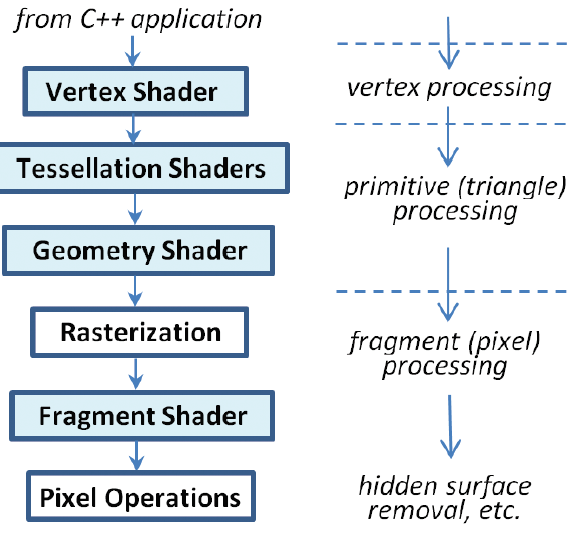 from C++ application
Vertex Shader
Tessellation Shaders
Geometry Shader
Rasterization
Fragment Shader
Pixel Operations
vertex processing
primitive (triangle)
processing
fragment (pixel)
processing
hidden surface
removal, etc.